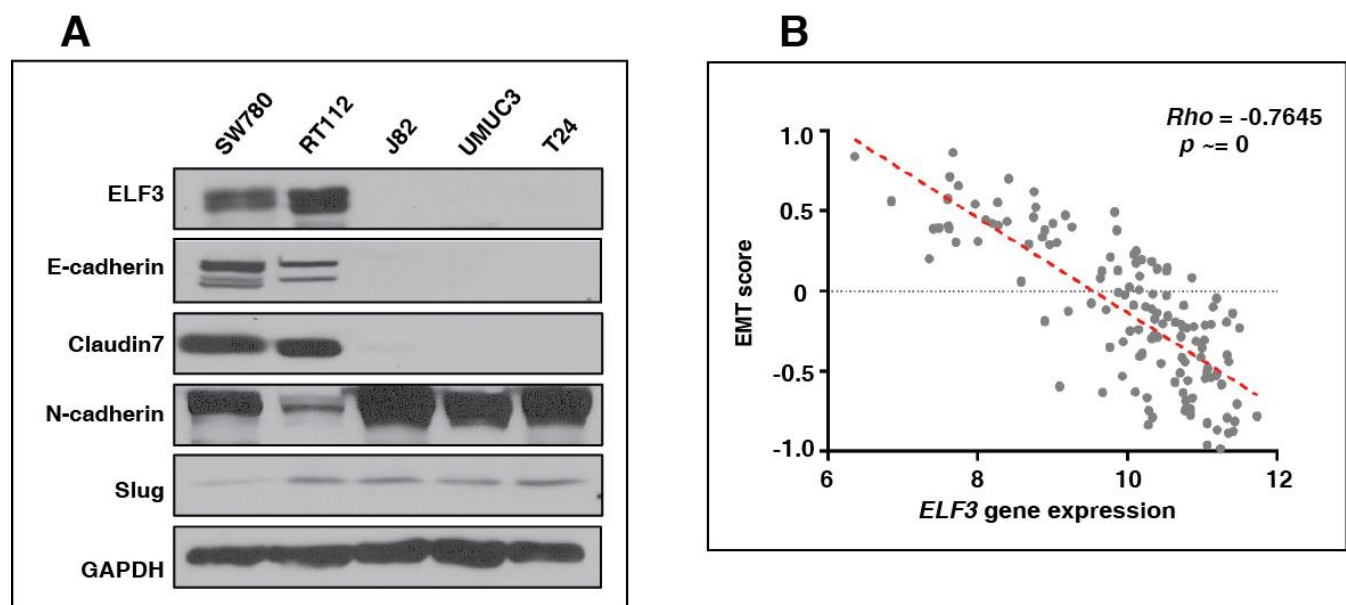 A
SW780 RT112 J82 UMUC3 T24
ELF3
E-cadherin
Claudin7
N-cadherin
Slug
GAPDH
B
Rho = -0.7645
p ~= 0
1.0
0.5
0
-0.5
-1.0
EMT score
6 8 10 12
ELF3 gene expression